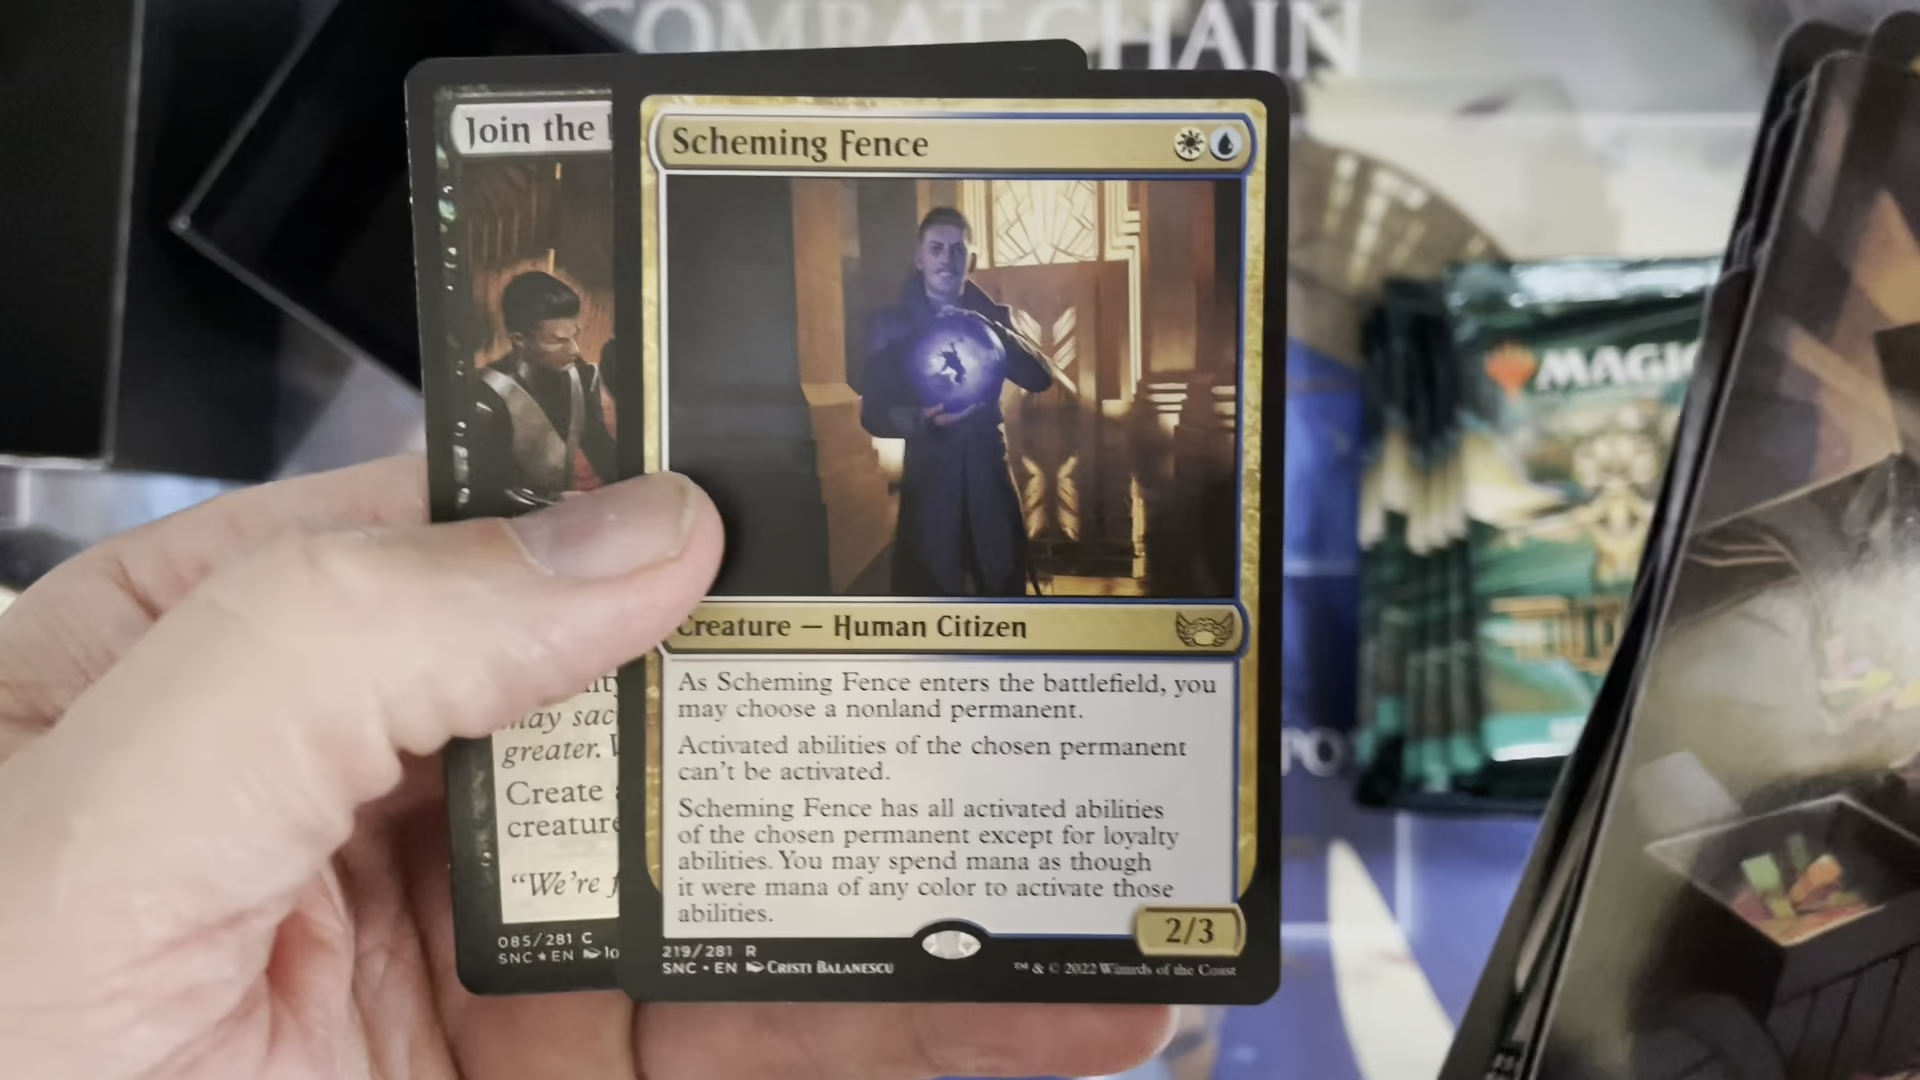 COMBAT CHAIN
Join the
Scheming Fence
MAGIC
Creature — Human Citizen
may sac
greater.
Create
creature
"We're f
085/281 C
SNC★EN
As Scheming Fence enters the battlefield, you
may choose a nonland permanent.
Activated abilities of the chosen permanent
can't be activated.
Scheming Fence has all activated abilities
of the chosen permanent except for loyalty
abilities. You may spend mana as though
it were mana of any color to activate those
abilities.
2/3
219/281 R
SNC • EN CRISTI BALANESCU
™ & © 2022 Wizards of the Coast